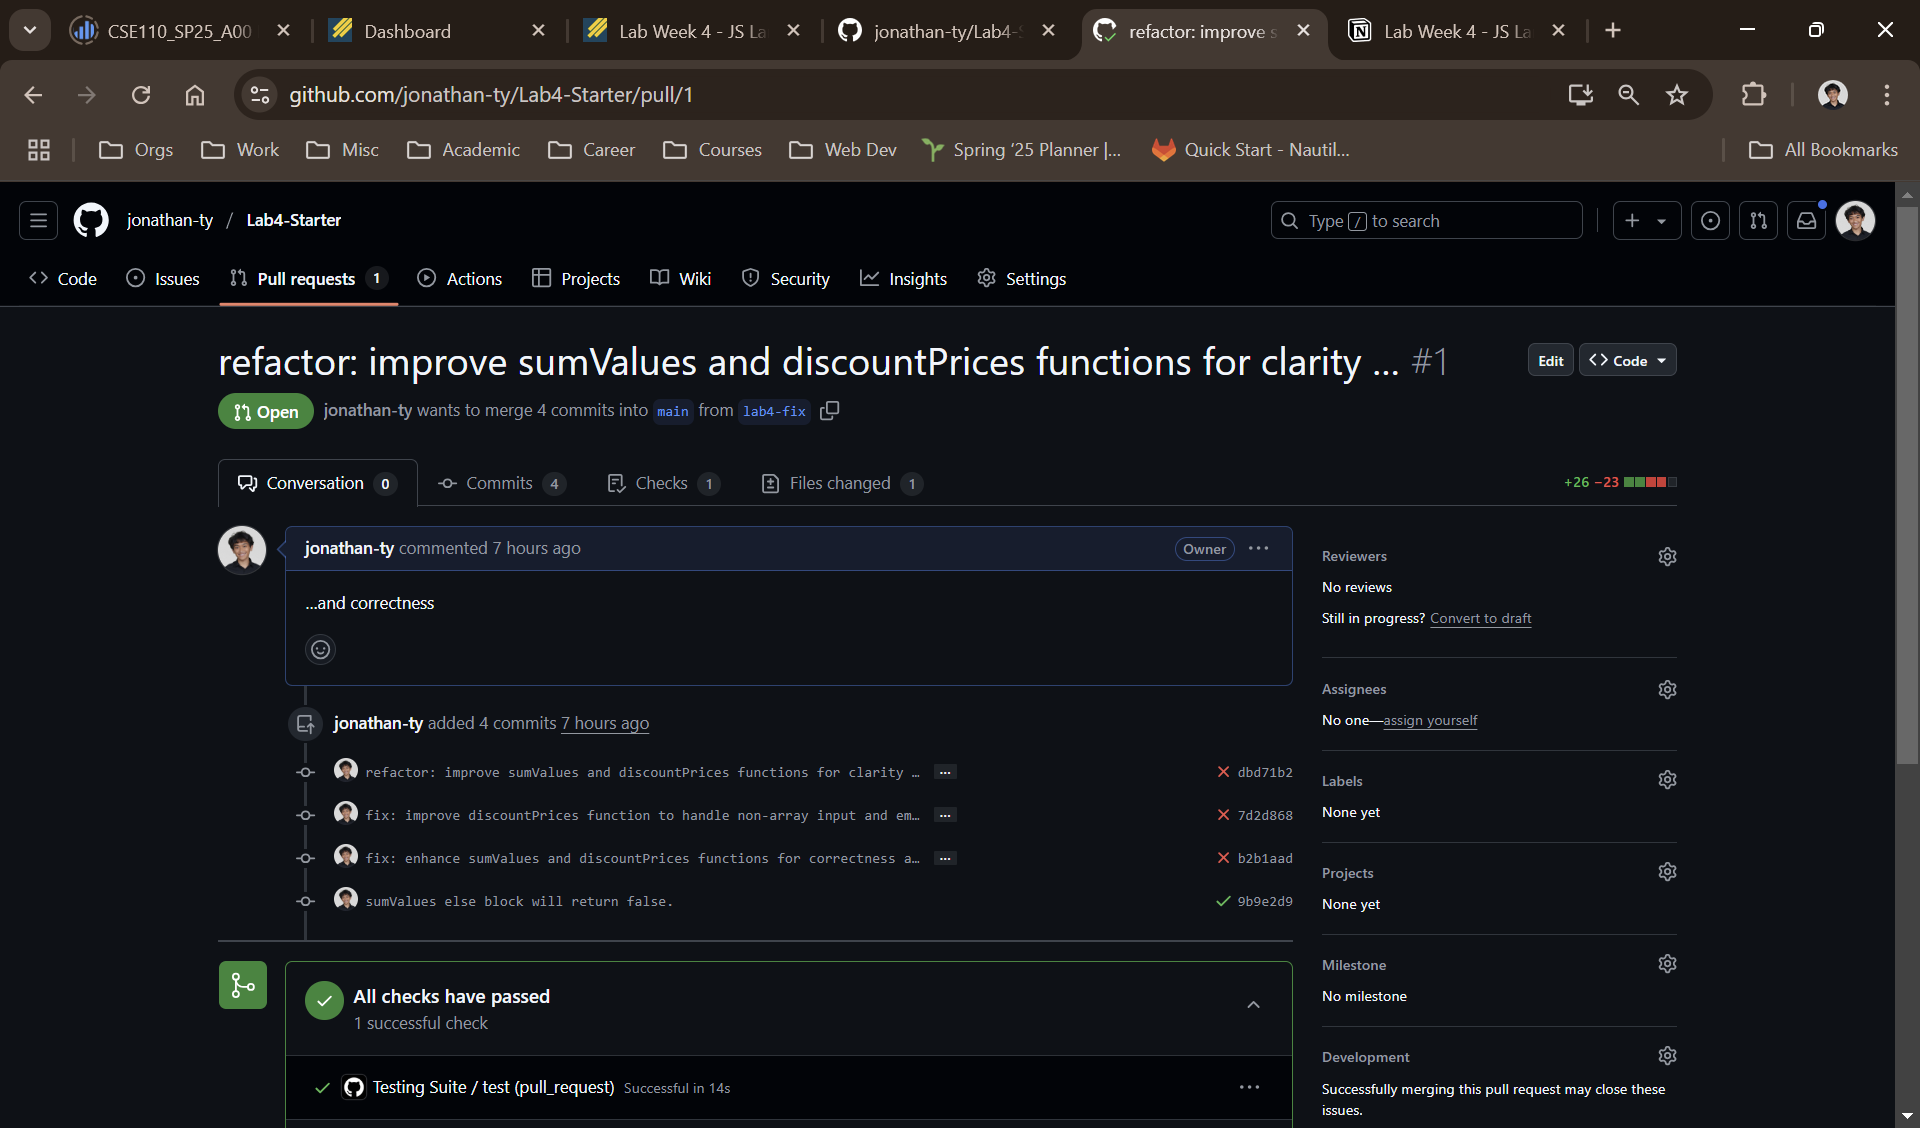 CSE110_SP25_A00
Dashboard
Lab Week 4 - JS La
jonathan-ty/Lab4-S
refactor: improve s
Lab Week 4 - JS La
github.com/jonathan-ty/Lab4-Starter/pull/1
Orgs
Work
Misc
Academic
Career
Courses
Web Dev
Spring '25 Planner |...
Quick Start - Nautil...
All Bookmarks
jonathan-ty / Lab4-Starter
Type / to search
Code
Issues
Pull requests 1
Actions
Projects
Wiki
Security
Insights
Settings
refactor: improve sumValues and discountPrices functions for clarity ... #1
Edit
Code
Open
jonathan-ty wants to merge 4 commits into main from lab4-fix
Conversation 0
Commits 4
Checks 1
Files changed 1
+26 −23
jonathan-ty commented 7 hours ago
Owner
...and correctness
jonathan-ty added 4 commits 7 hours ago
refactor: improve sumValues and discountPrices functions for clarity … dbd71b2
fix: improve discountPrices function to handle non-array input and em… 7d2d868
fix: enhance sumValues and discountPrices functions for correctness a… b2b1aad
sumValues else block will return false. 9b9e2d9
All checks have passed
1 successful check
Testing Suite / test (pull_request) Successful in 14s
Reviewers
No reviews
Still in progress? Convert to draft
Assignees
No one—assign yourself
Labels
None yet
Projects
None yet
Milestone
No milestone
Development
Successfully merging this pull request may close these
issues.